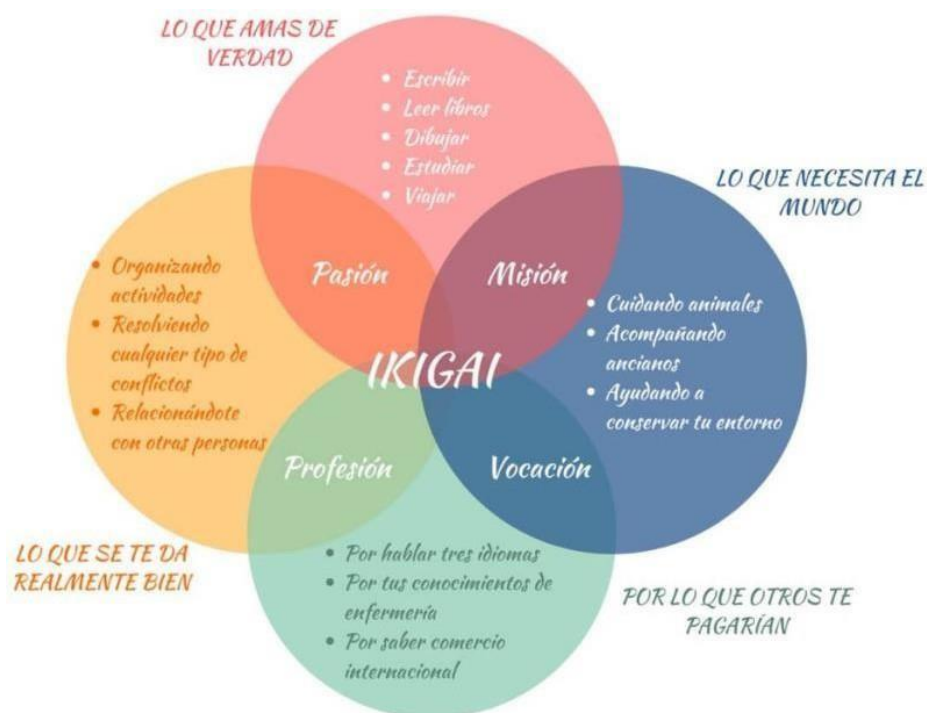 LO QUE AMAS DE
VERDAD
• Escribir
• Leer libros
• Dibujar
• Estudiar
• Viajar
LO QUE NECESITA EL
MUNDO
• Organizando
actividades
• Resolviendo
cualquier tipo de
conflictos
• Relacionándote
con otras personas
Pasión
Misión
• Cuidando animales
• Acompañando
ancianos
• Ayudando a
conservar tu entorno
IKIGAI
Profesión
Vocación
LO QUE SE TE DA
REALMENTE BIEN
• Por hablar tres idiomas
• Por tus conocimientos de
enfermería
• Por saber comercio
internacional
POR LO QUE OTROS TE
PAGARÍAN